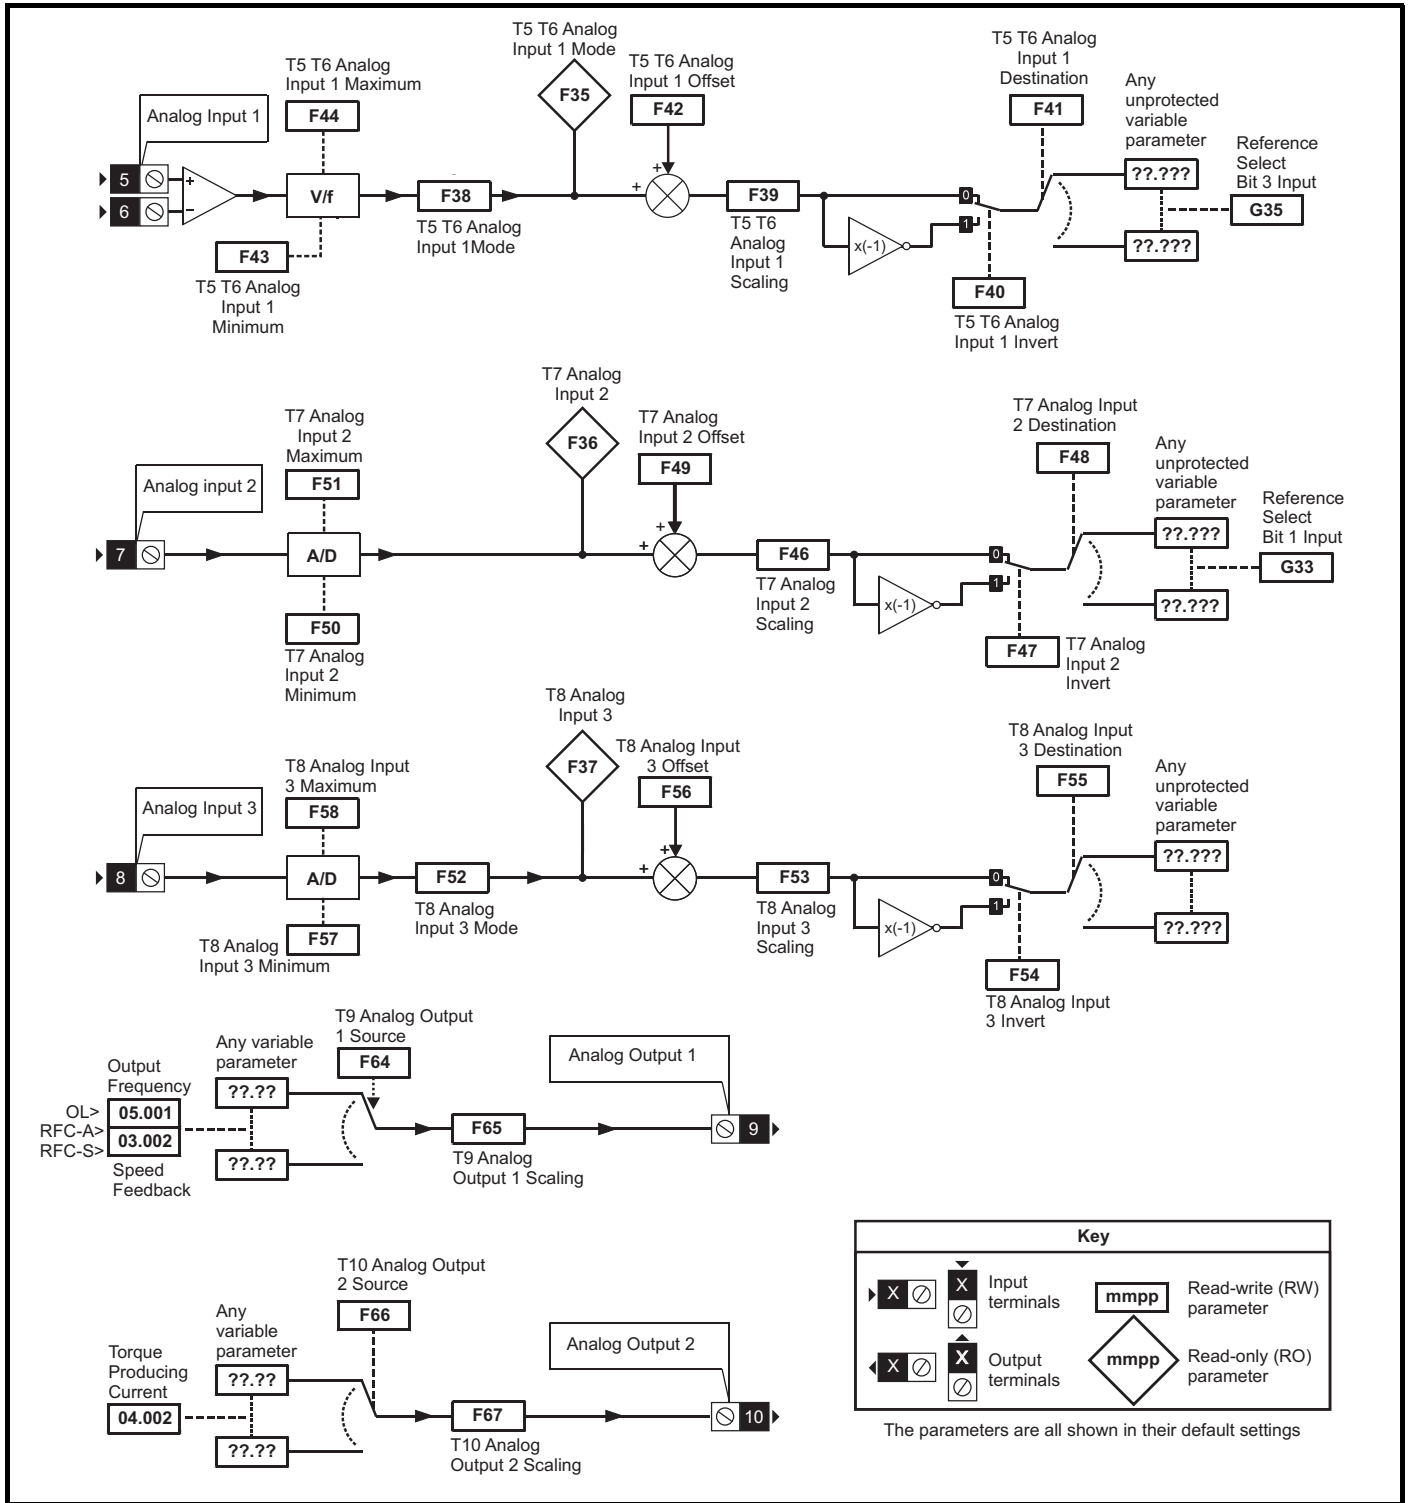 T5 T6 Analog
Input 1 Mode
T5 T6 Analog
Input 1 Maximum
T5 T6 Analog
Input 1 Offset
T5 T6 Analog
Input 1
Destination
Any
unprotected
variable
parameter
Reference
Select
Bit 3 Input
Analog Input 1
F44
F35
F42
F41
??.???
G35
5
6
+
−
V/f
F38
+
+
F39
0
1
x(-1)
??.???
F43
T5 T6 Analog
Input 1
Minimum
T5 T6 Analog
Input 1Mode
T5 T6
Analog
Input 1
Scaling
F40
T5 T6 Analog
Input 1 Invert
T7 Analog
Input 2
T7 Analog
Input 2
Maximum
T7 Analog
Input 2 Offset
T7 Analog Input
2 Destination
Any
unprotected
variable
parameter
Reference
Select
Bit 1 Input
Analog input 2
F51
F36
F49
F48
??.???
G33
7
A/D
+
+
F46
0
1
x(-1)
??.???
F50
T7 Analog
Input 2
Minimum
T7 Analog
Input 2
Scaling
F47
T7 Analog
Input 2
Invert
T8 Analog
Input 3
T8 Analog Input
3 Maximum
T8 Analog Input
3 Offset
T8 Analog Input
3 Destination
Any
unprotected
variable
parameter
Analog Input 3
F58
F37
F56
F55
??.???
8
A/D
F52
+
+
F53
0
1
x(-1)
??.???
F57
T8 Analog
Input 3 Minimum
T8 Analog
Input 3 Mode
T8 Analog
Input 3
Scaling
F54
T8 Analog Input
3 Invert
T9 Analog Output
1 Source
Any variable
parameter
Output
Frequency
F64
Analog Output 1
??.??
OL>
RFC-A>
RFC-S>
05.001
03.002
Speed
Feedback
??.??
F65
T9 Analog
Output 1 Scaling
9
T10 Analog Output
2 Source
Any
variable
parameter
Torque
Producing
Current
F66
Analog Output 2
??.??
04.002
??.??
F67
T10 Analog
Output 2 Scaling
10
Key
X
X
Input
terminals
mmpp
Read-write (RW)
parameter
X
X
Output
terminals
mmpp
Read-only (RO)
parameter
The parameters are all shown in their default settings